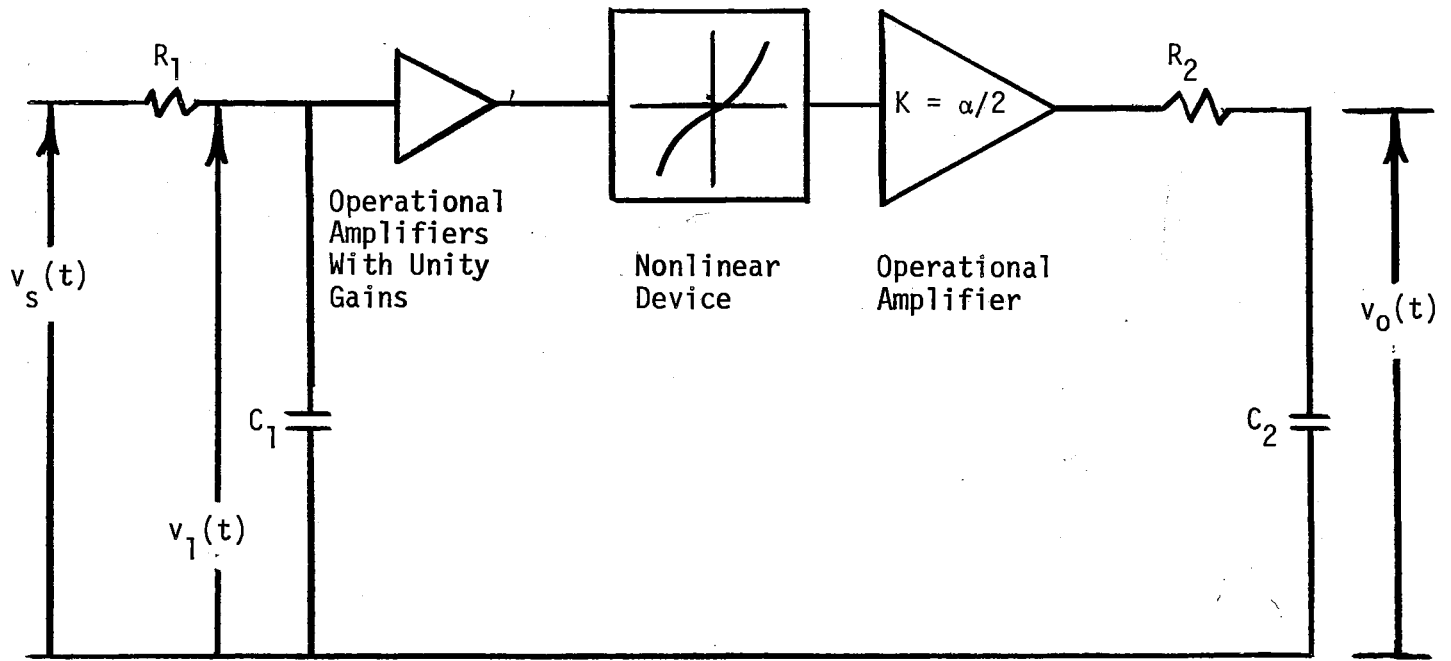 R1
K = α/2
R2
Operational
Amplifiers
With Unity
Gains
Nonlinear
Device
Operational
Amplifier
vs(t)
vo(t)
C1
C2
v1(t)